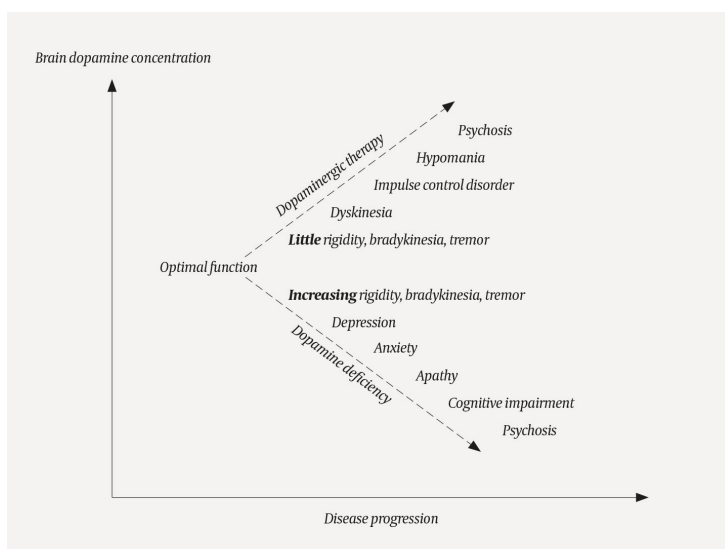 Brain dopamine concentration
Psychosis
Hypomania
Dopaminergic therapy
Impulse control disorder
Dyskinesia
Little rigidity, bradykinesia, tremor
Optimal function
Increasing rigidity, bradykinesia, tremor
Depression
Dopamine deficiency
Anxiety
Apathy
Cognitive impairment
Psychosis
Disease progression